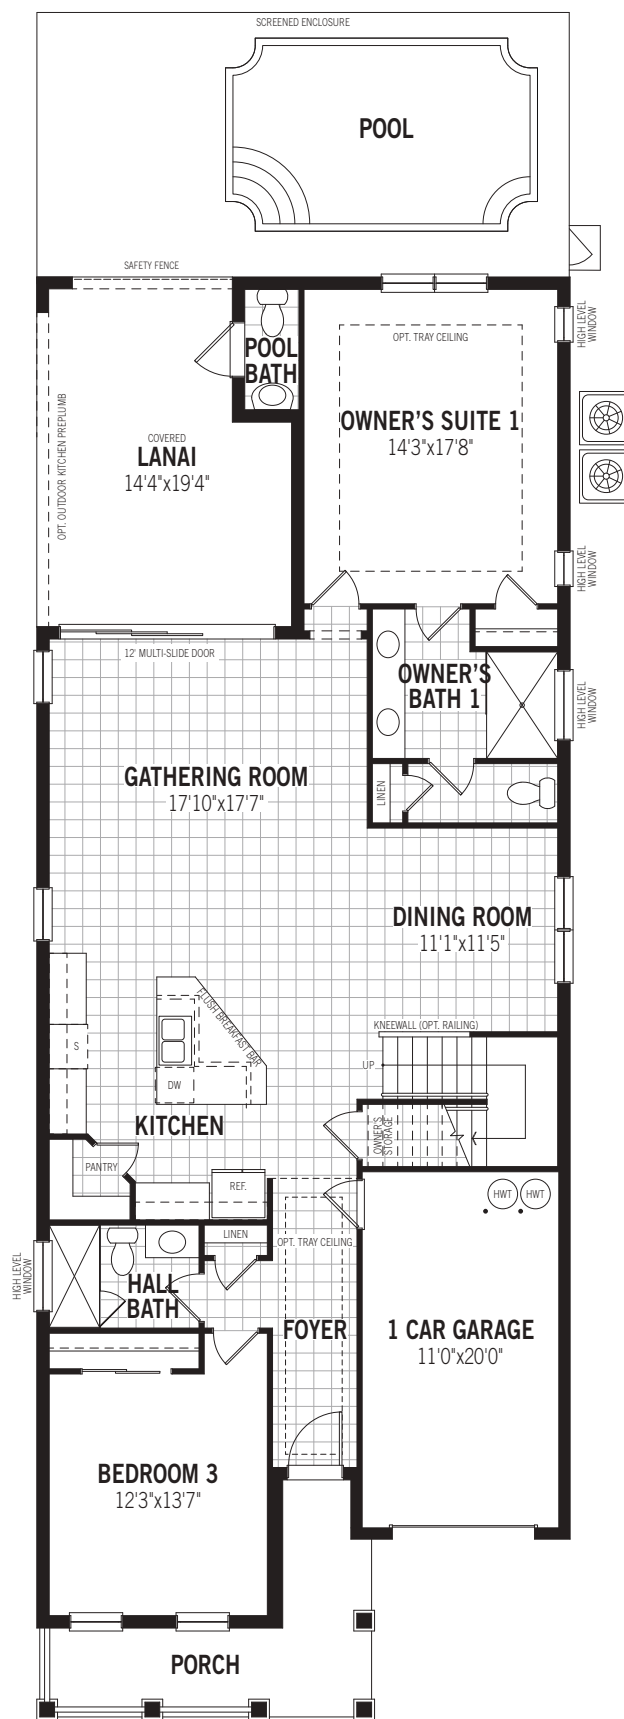 SCREENED ENCLOSURE
POOL
SAFETY FENCE
POOL
BATH
OPT. TRAY CEILING
HIGH LEVEL
WINDOW
OWNER'S SUITE 1
14'3"x17'8"
OPT. OUTDOOR KITCHEN PREPLUMB
COVERED
LANAI
14'4"x19'4"
HIGH LEVEL
WINDOW
12' MULTI-SLIDE DOOR
OWNER'S
BATH 1
HIGH LEVEL
WINDOW
GATHERING ROOM
17'10"x17'7"
LINEN
DINING ROOM
11'1"x11'5"
FLUSH BREAKFAST BAR
KNEEWALL (OPT. RAILING)
S
UP
DW
KITCHEN
OWNER'S
STORAGE
PANTRY
REF.
HWT
HWT
LINEN
OPT. TRAY CEILING
HIGH LEVEL
WINDOW
HALL
BATH
FOYER
1 CAR GARAGE
11'0"x20'0"
BEDROOM 3
12'3"x13'7"
PORCH